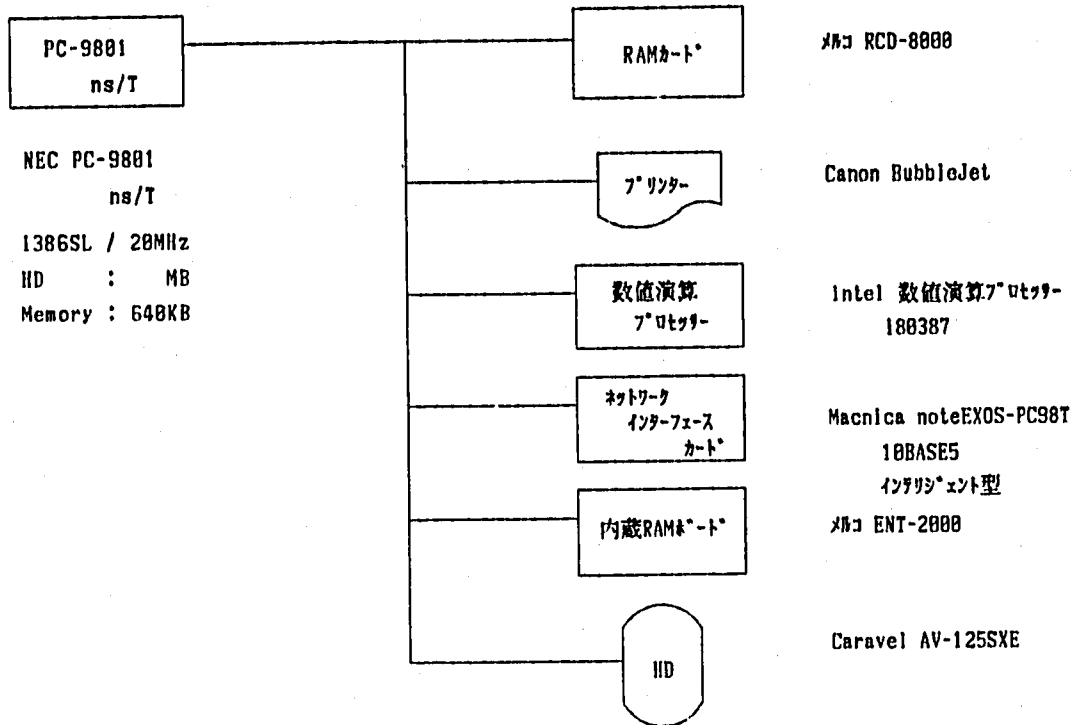 PC-9801
ns/T
RAMカード
メルコ RCD-8000
NEC PC-9801
ns/T
i386SL / 20MHz
HD : MB
Memory : 640KB
プリンター
Canon BubbleJet
数値演算
プロセッサー
intel 数値演算プロセッサー
i80387
ネットワーク
インターフェース
カード
Macnica noteEXOS-PC98T
10BASE5
インテリジェント型
内蔵RAMボード
メルコ ENT-2000
HD
Caravel AV-125SXE